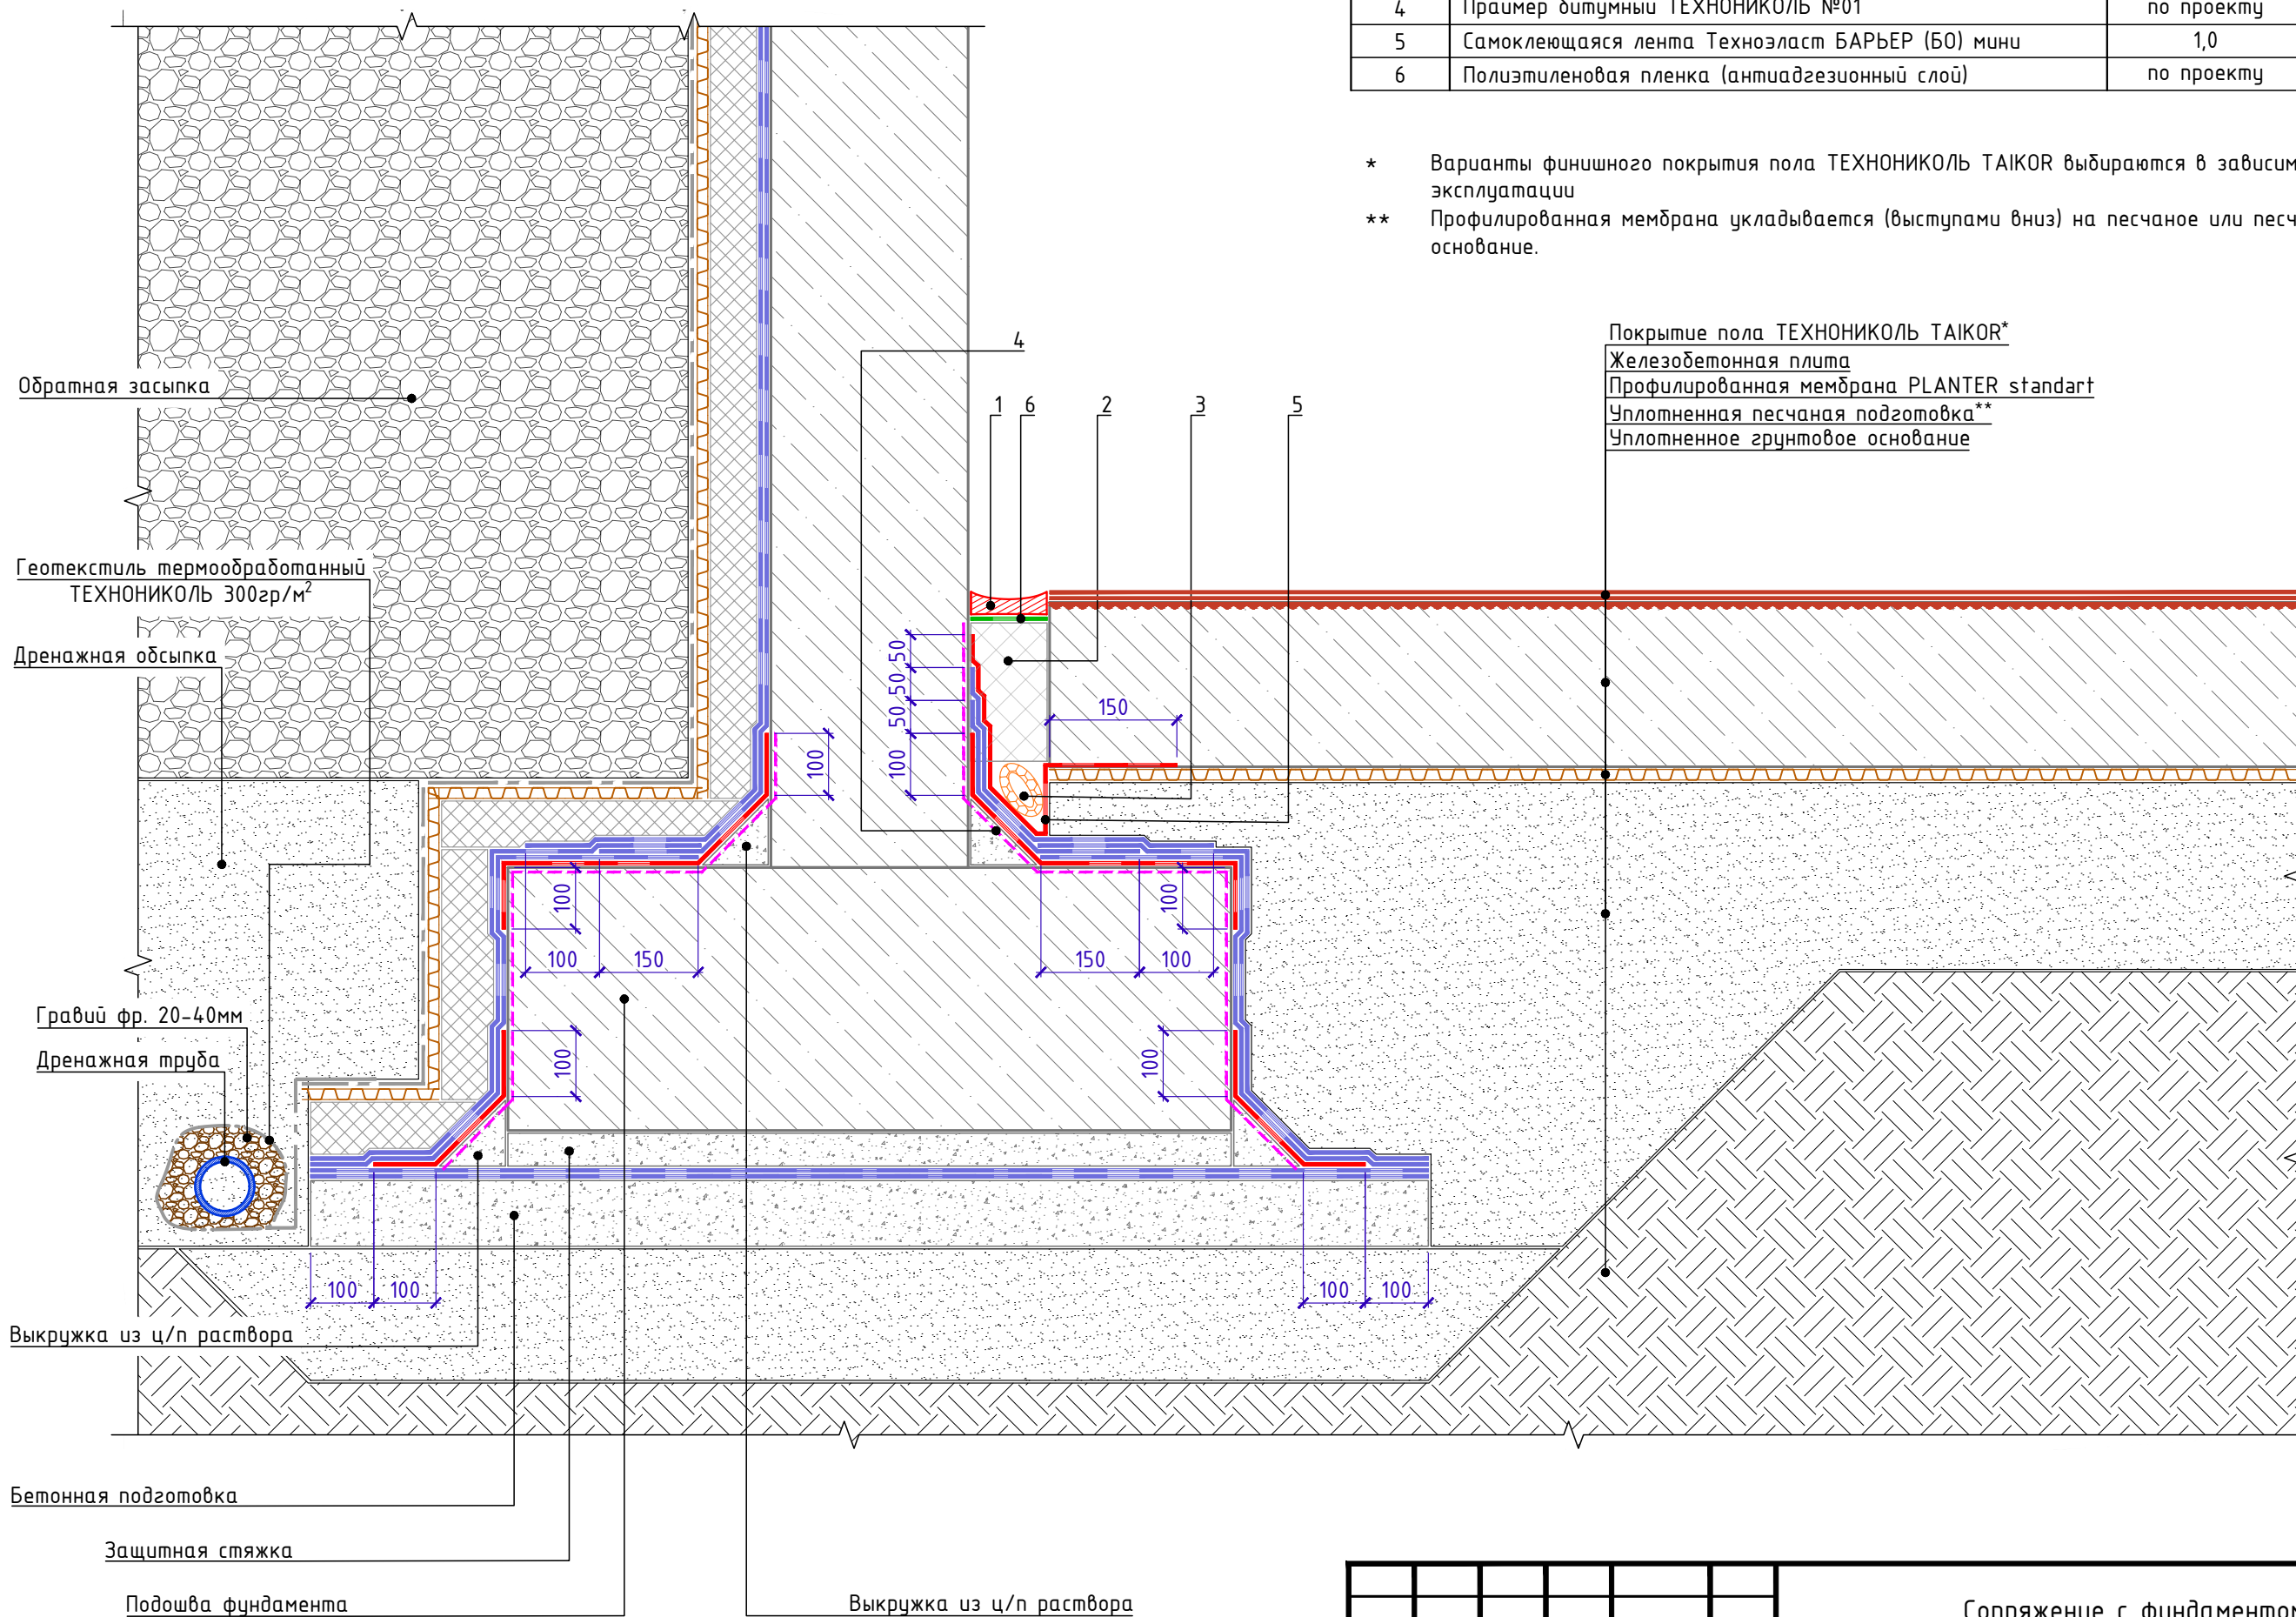 4 Праймер битумный ТЕХНОНИКОЛЬ №01 по проекту
5 Самоклеющаяся лента Техноэласт БАРЬЕР (БО) мини 1,0
6 Полиэтиленовая пленка (антиадгезионный слой) по проекту
* Варианты финишного покрытия пола ТЕХНОНИКОЛЬ TAIKOR выбираются в
эксплуатации
** Профилированная мембрана укладывается (выступами вниз) на песчаное или
основание.
Покрытие пола ТЕХНОНИКОЛЬ TAIKOR*
Железобетонная плита
Профилированная мембрана PLANTER standart
Уплотненная песчаная подготовка**
Уплотненное грунтовое основание
4
1 6 2 3 5
Обратная засыпка
Геотекстиль термообработанный
ТЕХНОНИКОЛЬ 300гр/м²
Дренажная обсыпка
50
50
50
100
100
150
100
100
100 150
150 100
Гравий фр. 20-40мм
Дренажная труба
100
100
100 100
100 100
Выкружка из ц/п раствора
Бетонная подготовка
Защитная стяжка
Подошва фундамента
Выкружка из ц/п раствора
Сопряжение с